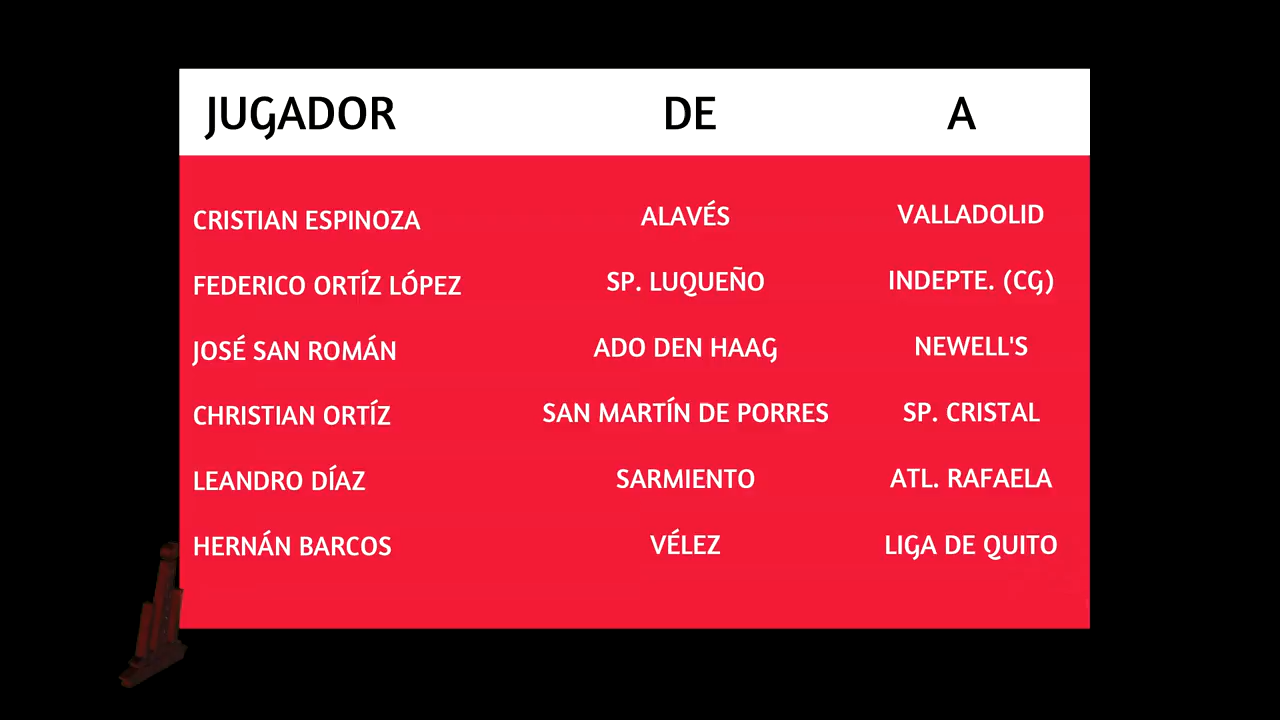 JUGADOR DE A
CRISTIAN ESPINOZA ALAVÉS VALLADOLID
FEDERICO ORTÍZ LÓPEZ SP. LUQUEÑO INDEPTE. (CG)
JOSÉ SAN ROMÁN ADO DEN HAAG NEWELL'S
CHRISTIAN ORTÍZ SAN MARTÍN DE PORRES SP. CRISTAL
LEANDRO DÍAZ SARMIENTO ATL. RAFAELA
HERNÁN BARCOS VÉLEZ LIGA DE QUITO